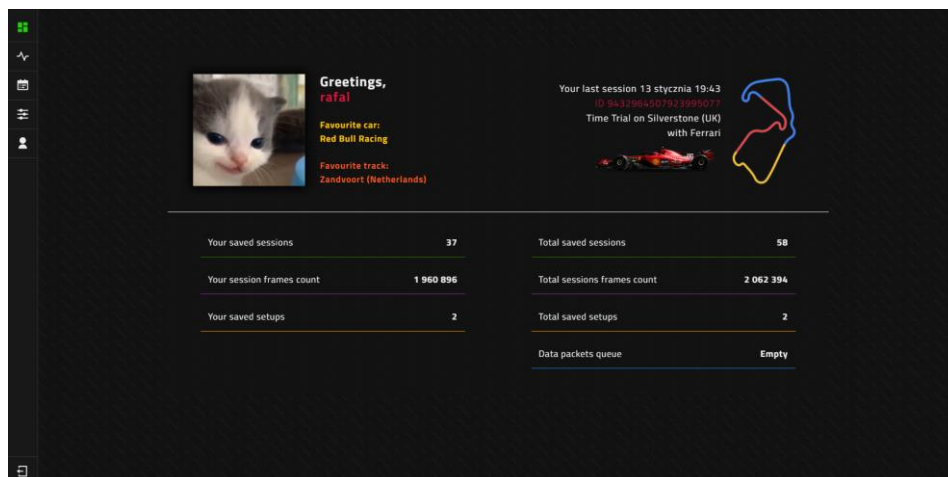 Greetings,
rafal
Favourite car:
Red Bull Racing
Favourite track:
Zandvoort (Netherlands)
Your last session 13 stycznia 19:43
ID 9432964507923995077
Time Trial on Silverstone (UK)
with Ferrari
Your saved sessions 37
Your session frames count 1 960 896
Your saved setups 2
Total saved sessions 58
Total sessions frames count 2 062 394
Total saved setups 2
Data packets queue Empty